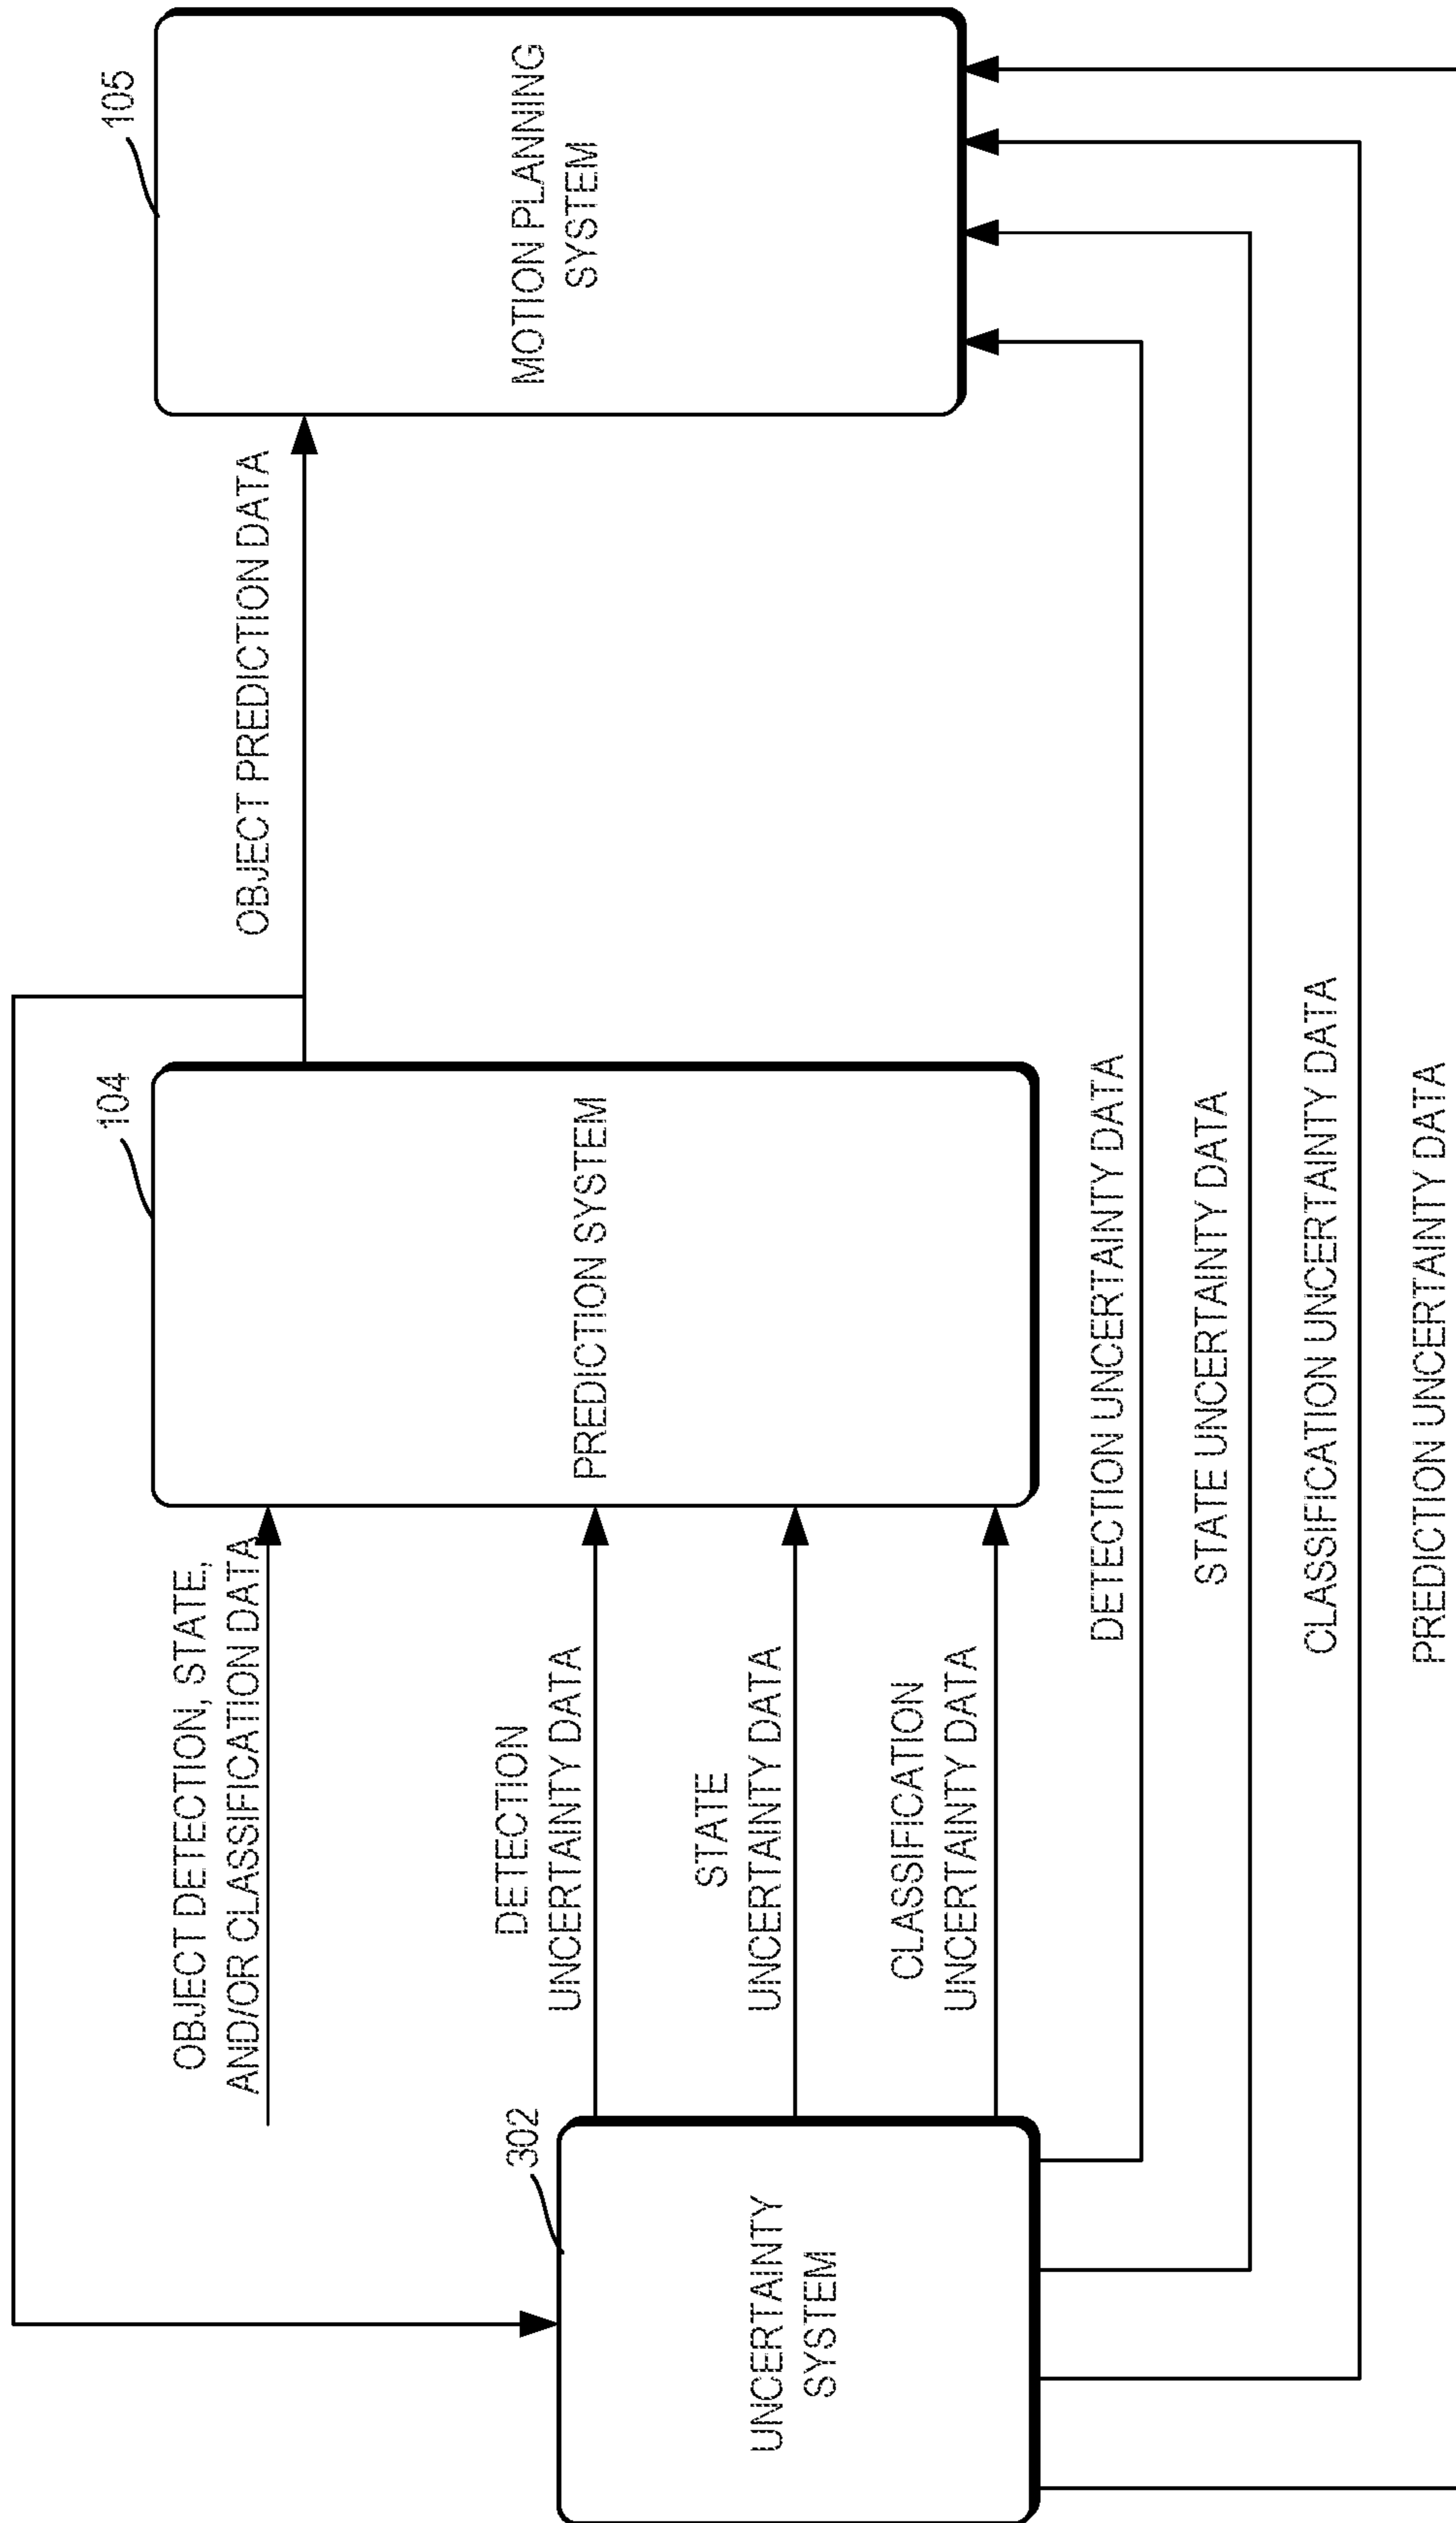 OBJECT DETECTION, STATE,
AND/OR CLASSIFICATION DATA
104
OBJECT PREDICTION DATA
105
302
UNCERTAINTY
SYSTEM
DETECTION
UNCERTAINTY DATA
STATE
UNCERTAINTY DATA
CLASSIFICATION
UNCERTAINTY DATA
PREDICTION SYSTEM
MOTION PLANNING
SYSTEM
DETECTION UNCERTAINTY DATA
STATE UNCERTAINTY DATA
CLASSIFICATION UNCERTAINTY DATA
PREDICTION UNCERTAINTY DATA